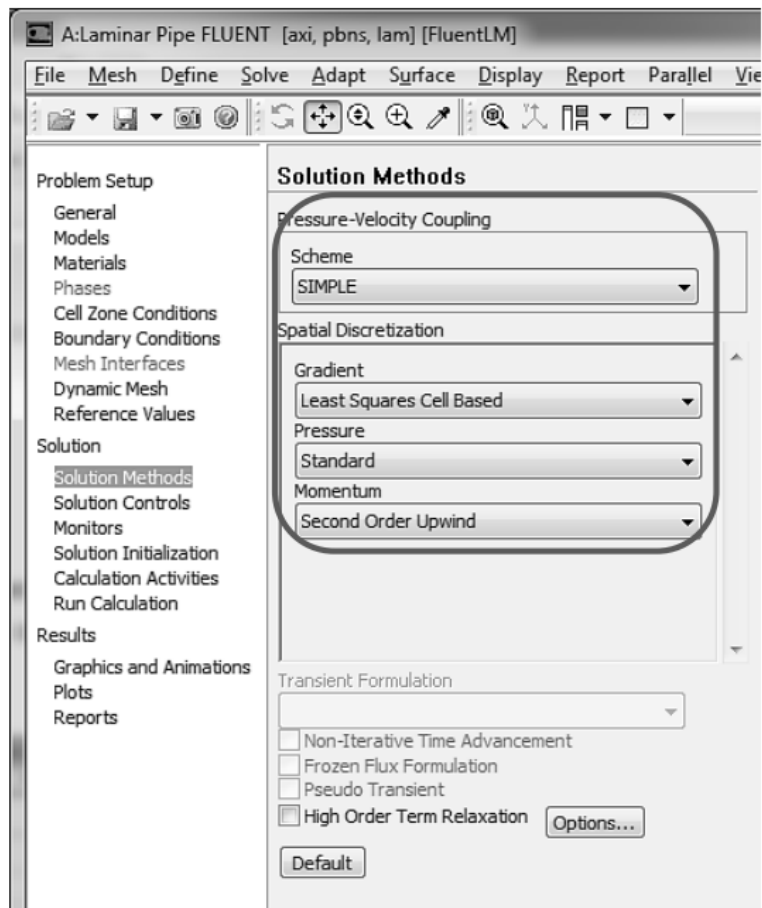 A:Laminar Pipe FLUENT [axi, pbns, lam] [FluentLM]
File Mesh Define Solve Adapt Surface Display Report Parallel Vie
Problem Setup
General
Models
Materials
Phases
Cell Zone Conditions
Boundary Conditions
Mesh Interfaces
Dynamic Mesh
Reference Values
Solution
Solution Methods
Solution Controls
Monitors
Solution Initialization
Calculation Activities
Run Calculation
Results
Graphics and Animations
Plots
Reports
Solution Methods
Pressure-Velocity Coupling
Scheme
SIMPLE
Spatial Discretization
Gradient
Least Squares Cell Based
Pressure
Standard
Momentum
Second Order Upwind
Transient Formulation
Non-Iterative Time Advancement
Frozen Flux Formulation
Pseudo Transient
High Order Term Relaxation Options...
Default